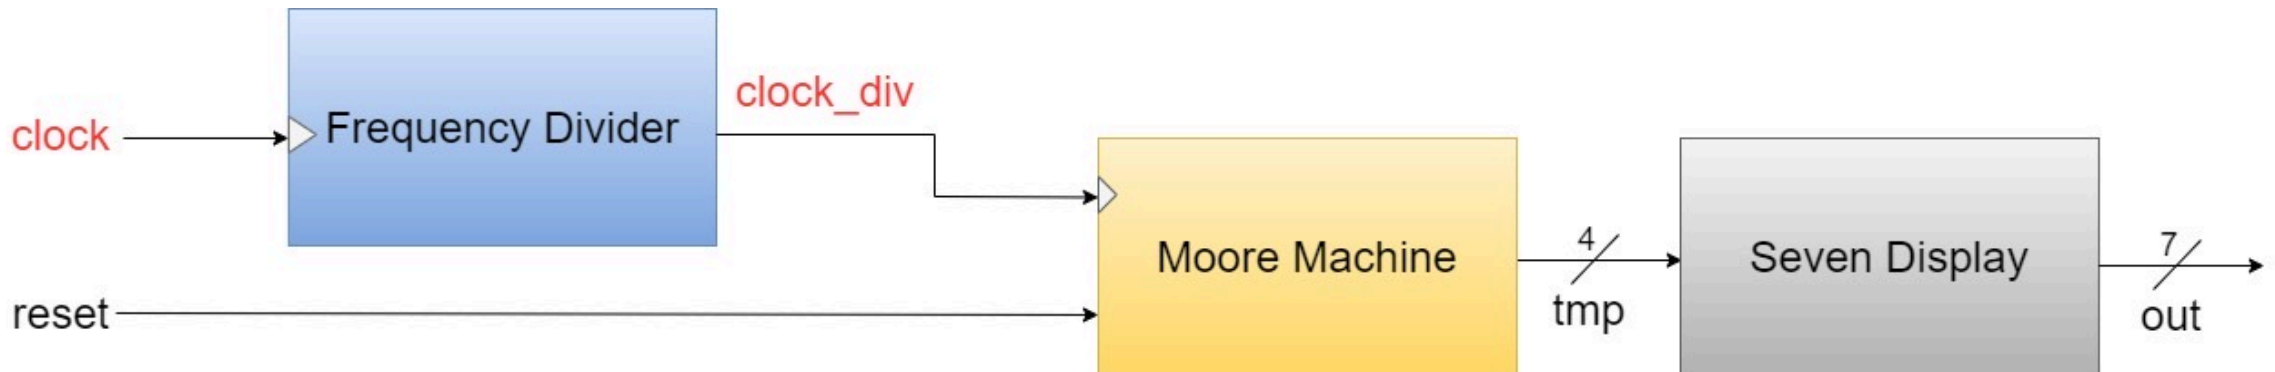 clock
Frequency Divider
clock_div
reset
Moore Machine
4
tmp
Seven Display
7
out